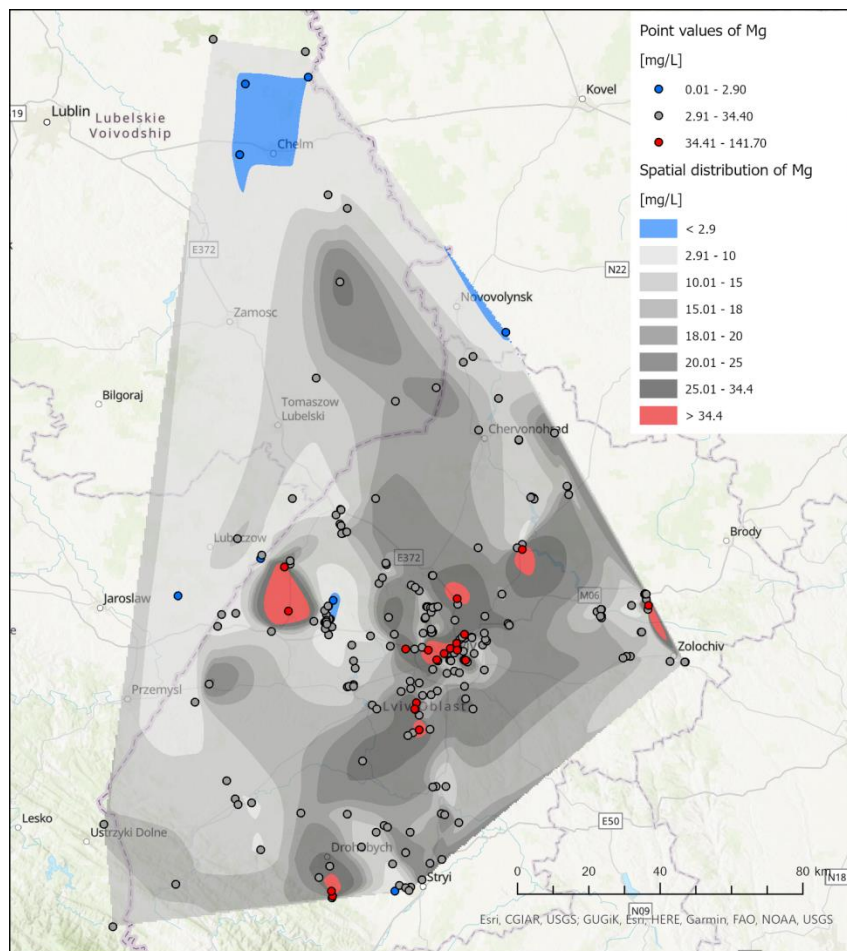 Point values of Mg
[mg/L]
0.01 - 2.90
2.91 - 34.40
34.41 - 141.70
Spatial distribution of Mg
[mg/L]
< 2.9
2.91 - 10
10.01 - 15
15.01 - 18
18.01 - 20
20.01 - 25
25.01 - 34.4
> 34.4
Kovel
19
Lublin
Lubelskie
Voivodship
Chelm
E372
N22
Novovolynsk
Zamosc
Bilgoraj
Tomaszow
Lubelski
Chervonohrad
Brody
Lubaczow
E372
M06
Jaroslaw
Zolochiv
Przemysl
Lviv Oblast
E50
Lesko
Ustrzyki Dolne
Drohobych
Stryi
0 20 40 60 80 km
N18
N09
Esri, CGIAR, USGS; GUGiK, Esri, HERE, Garmin, FAO, NOAA, USGS